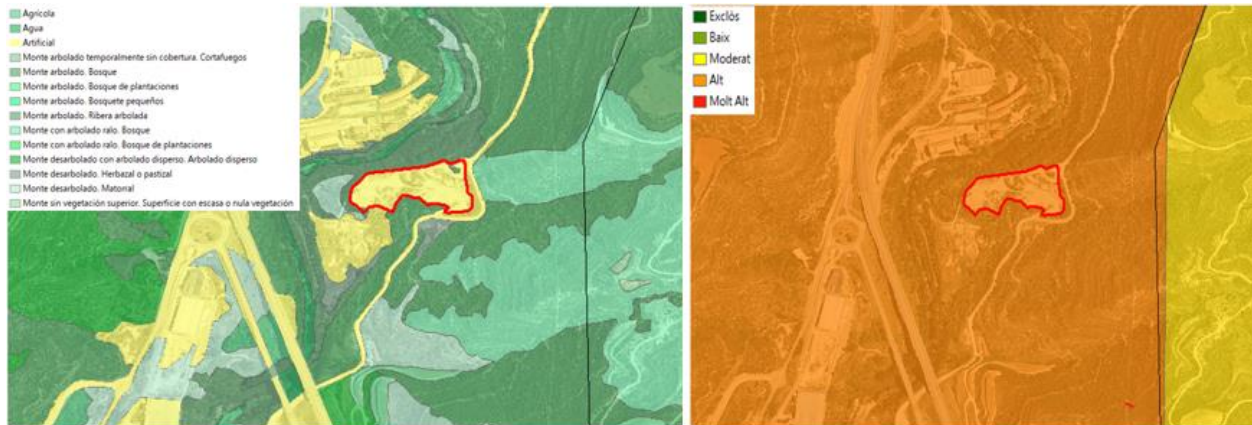 Agrícola
Agua
Artificial
Monte arbolado temporalmente sin cobertura. Cortafuegos
Monte arbolado. Bosque
Monte arbolado. Bosque de plantaciones
Monte arbolado. Bosquete pequeños
Monte arbolado. Ribera arbolada
Monte con arbolado ralo. Bosque
Monte con arbolado ralo. Bosque de plantaciones
Monte desarbolado con arbolado disperso. Arbolado disperso
Monte desarbolado. Herbazal o pastizal
Monte desarbolado. Matorral
Monte sin vegetación superior. Superficie con escasa o nula vegetación
Exclòs
Baix
Moderat
Alt
Molt Alt